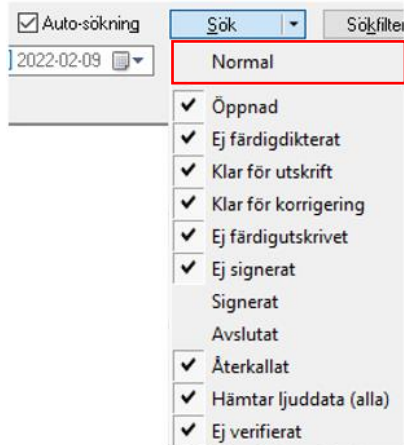 Auto-sökning Sök Sökfilter
2022-02-09
Normal
Öppnad
Ej färdigdikterat
Klar för utskrift
Klar för korrigering
Ej färdigutskrivet
Ej signerat
Signerat
Avslutat
Återkallat
Hämtar ljuddata (alla)
Ej verifierat